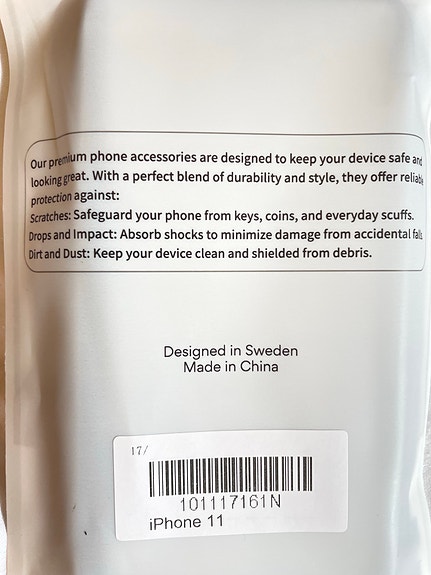 Our premium phone accessories are designed to keep your device safe and
looking great. With a perfect blend of durability and style, they offer reliable
protection against:
Scratches: Safeguard your phone from keys, coins, and everyday scuffs.
Drops and Impact: Absorb shocks to minimize damage from accidental falls.
Dirt and Dust: Keep your device clean and shielded from debris.
Designed in Sweden
Made in China
17/
101117161N
iPhone 11